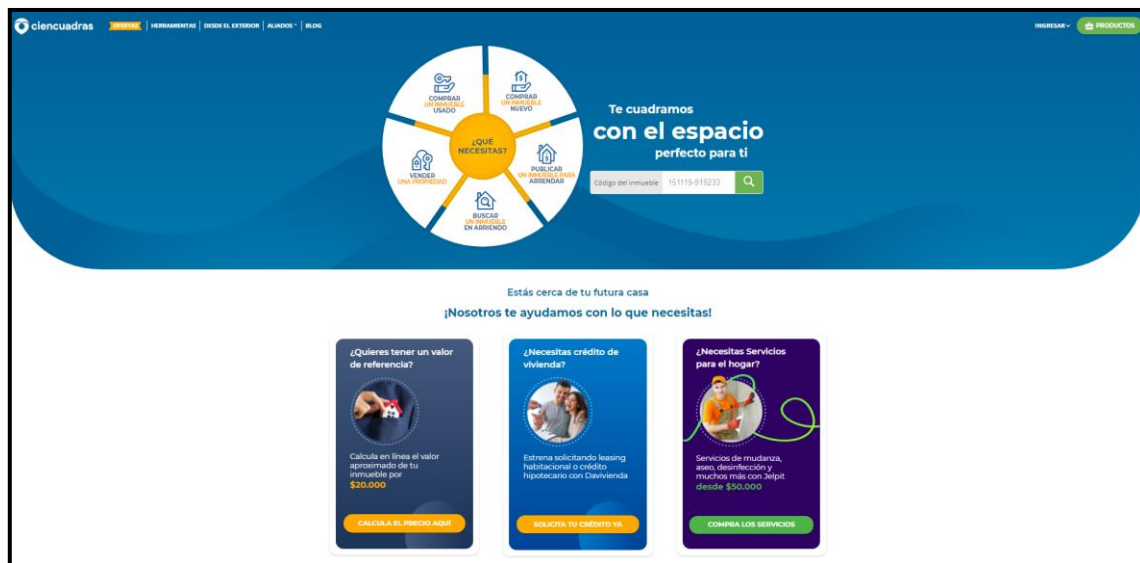 ciencuadras
OFERTAS
HERRAMIENTAS
DESDE EL EXTERIOR
ALIADOS
BLOG
INGRESAR
PRODUCTOS
COMPRAR
UN INMUEBLE
USADO
COMPRAR
UN INMUEBLE
NUEVO
¿QUÉ
NECESITAS?
VENDER
UNA PROPIEDAD
PUBLICAR
UN INMUEBLE PARA
ARRENDAR
BUSCAR
UN INMUEBLE
EN ARRIENDO
Te cuadramos
con el espacio
perfecto para ti
Código del inmueble 151119-919233
Estás cerca de tu futura casa
¡Nosotros te ayudamos con lo que necesitas!
¿Quieres tener un valor
de referencia?
Calcula en línea el valor
aproximado de tu
inmueble por
$20.000
CALCULA EL PRECIO AQUÍ
¿Necesitas crédito de
vivienda?
Estrena solicitando leasing
habitacional o crédito
hipotecario con Davivienda
SOLICITA TU CRÉDITO YA
¿Necesitas Servicios
para el hogar?
Servicios de mudanza,
aseo, desinfección y
muchos más con Jelpit
desde $50.000
COMPRA LOS SERVICIOS